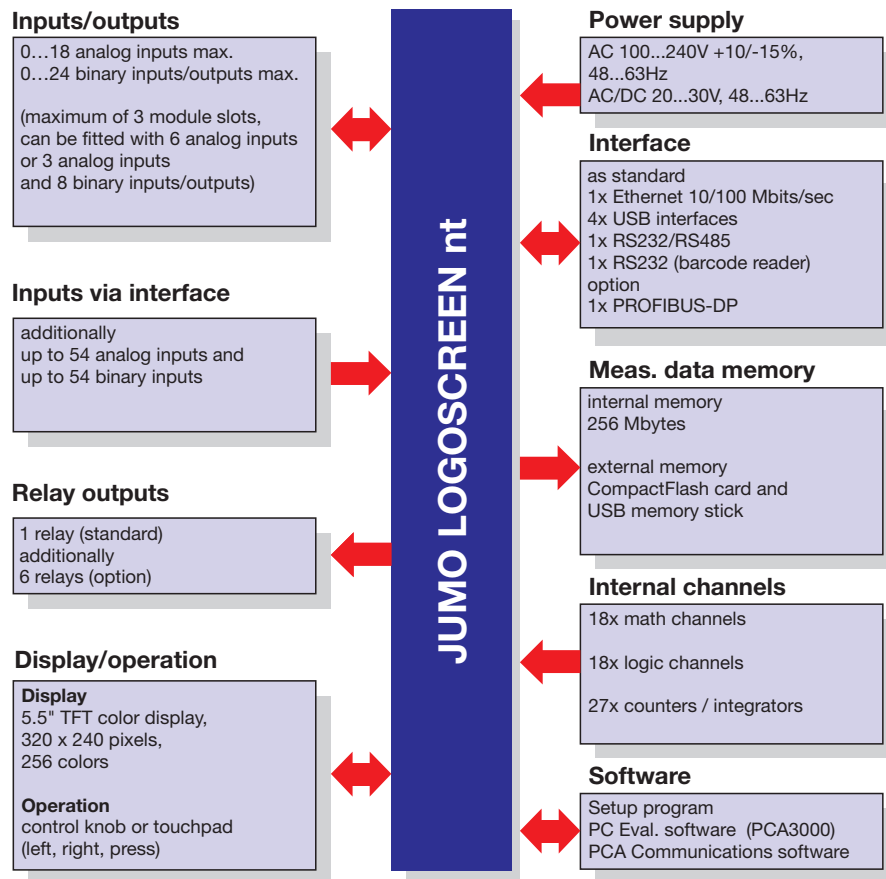 Inputs/outputs
0...18 analog inputs max.
0...24 binary inputs/outputs max.
(maximum of 3 module slots,
can be fitted with 6 analog inputs
or 3 analog inputs
and 8 binary inputs/outputs)
Inputs via interface
additionally
up to 54 analog inputs and
up to 54 binary inputs
Relay outputs
1 relay (standard)
additionally
6 relays (option)
Display/operation
Display
5.5" TFT color display,
320 x 240 pixels,
256 colors
Operation
control knob or touchpad
(left, right, press)
JUMO LOGOSCREEN nt
Power supply
AC 100...240V +10/-15%,
48...63Hz
AC/DC 20...30V, 48...63Hz
Interface
as standard
1x Ethernet 10/100 Mbits/sec
4x USB interfaces
1x RS232/RS485
1x RS232 (barcode reader)
option
1x PROFIBUS-DP
Meas. data memory
internal memory
256 Mbytes
external memory
CompactFlash card and
USB memory stick
Internal channels
18x math channels
18x logic channels
27x counters / integrators
Software
Setup program
PC Eval. software (PCA3000)
PCA Communications software